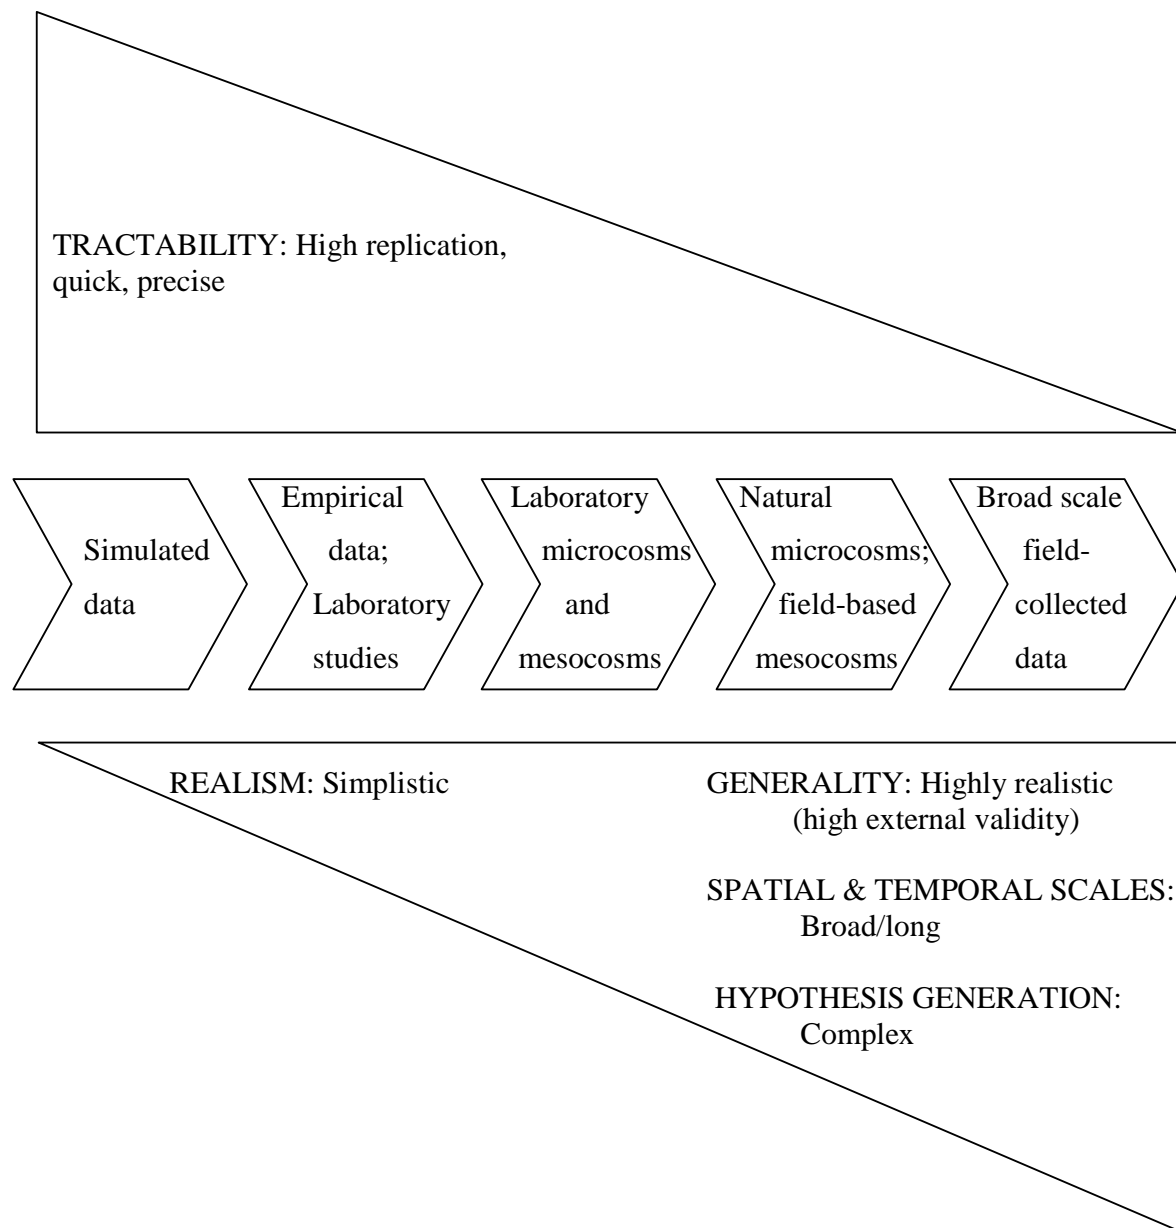 TRACTABILITY: High replication,
quick, precise
Simulated
data
Empirical
data;
Laboratory
studies
Laboratory
microcosms
and
mesocosms
Natural
microcosms;
field-based
mesocosms
Broad scale
field-
collected
data
REALISM: Simplistic
GENERALITY: Highly realistic
(high external validity)
SPATIAL & TEMPORAL SCALES:
Broad/long
HYPOTHESIS GENERATION:
Complex